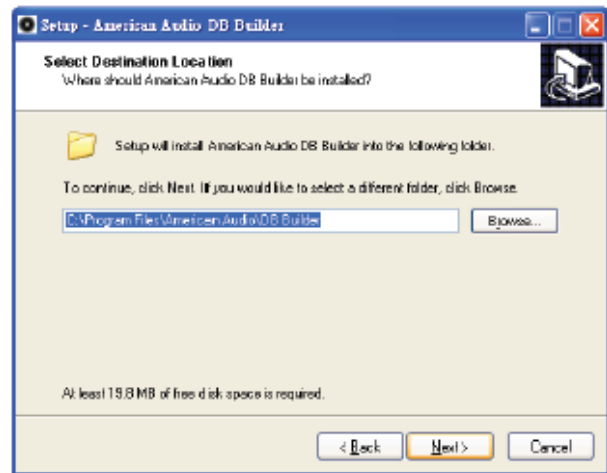 Setup - American Audio DB Builder
Select Destination Location
Where should American Audio DB Builder be installed?
Setup will install American Audio DB Builder into the following folder.
To continue, click Next. If you would like to select a different folder, click Browse.
C:\Program Files\American Audio\DB Builder
Browse...
At least 19.8 MB of free disk space is required.
< Back
Next >
Cancel